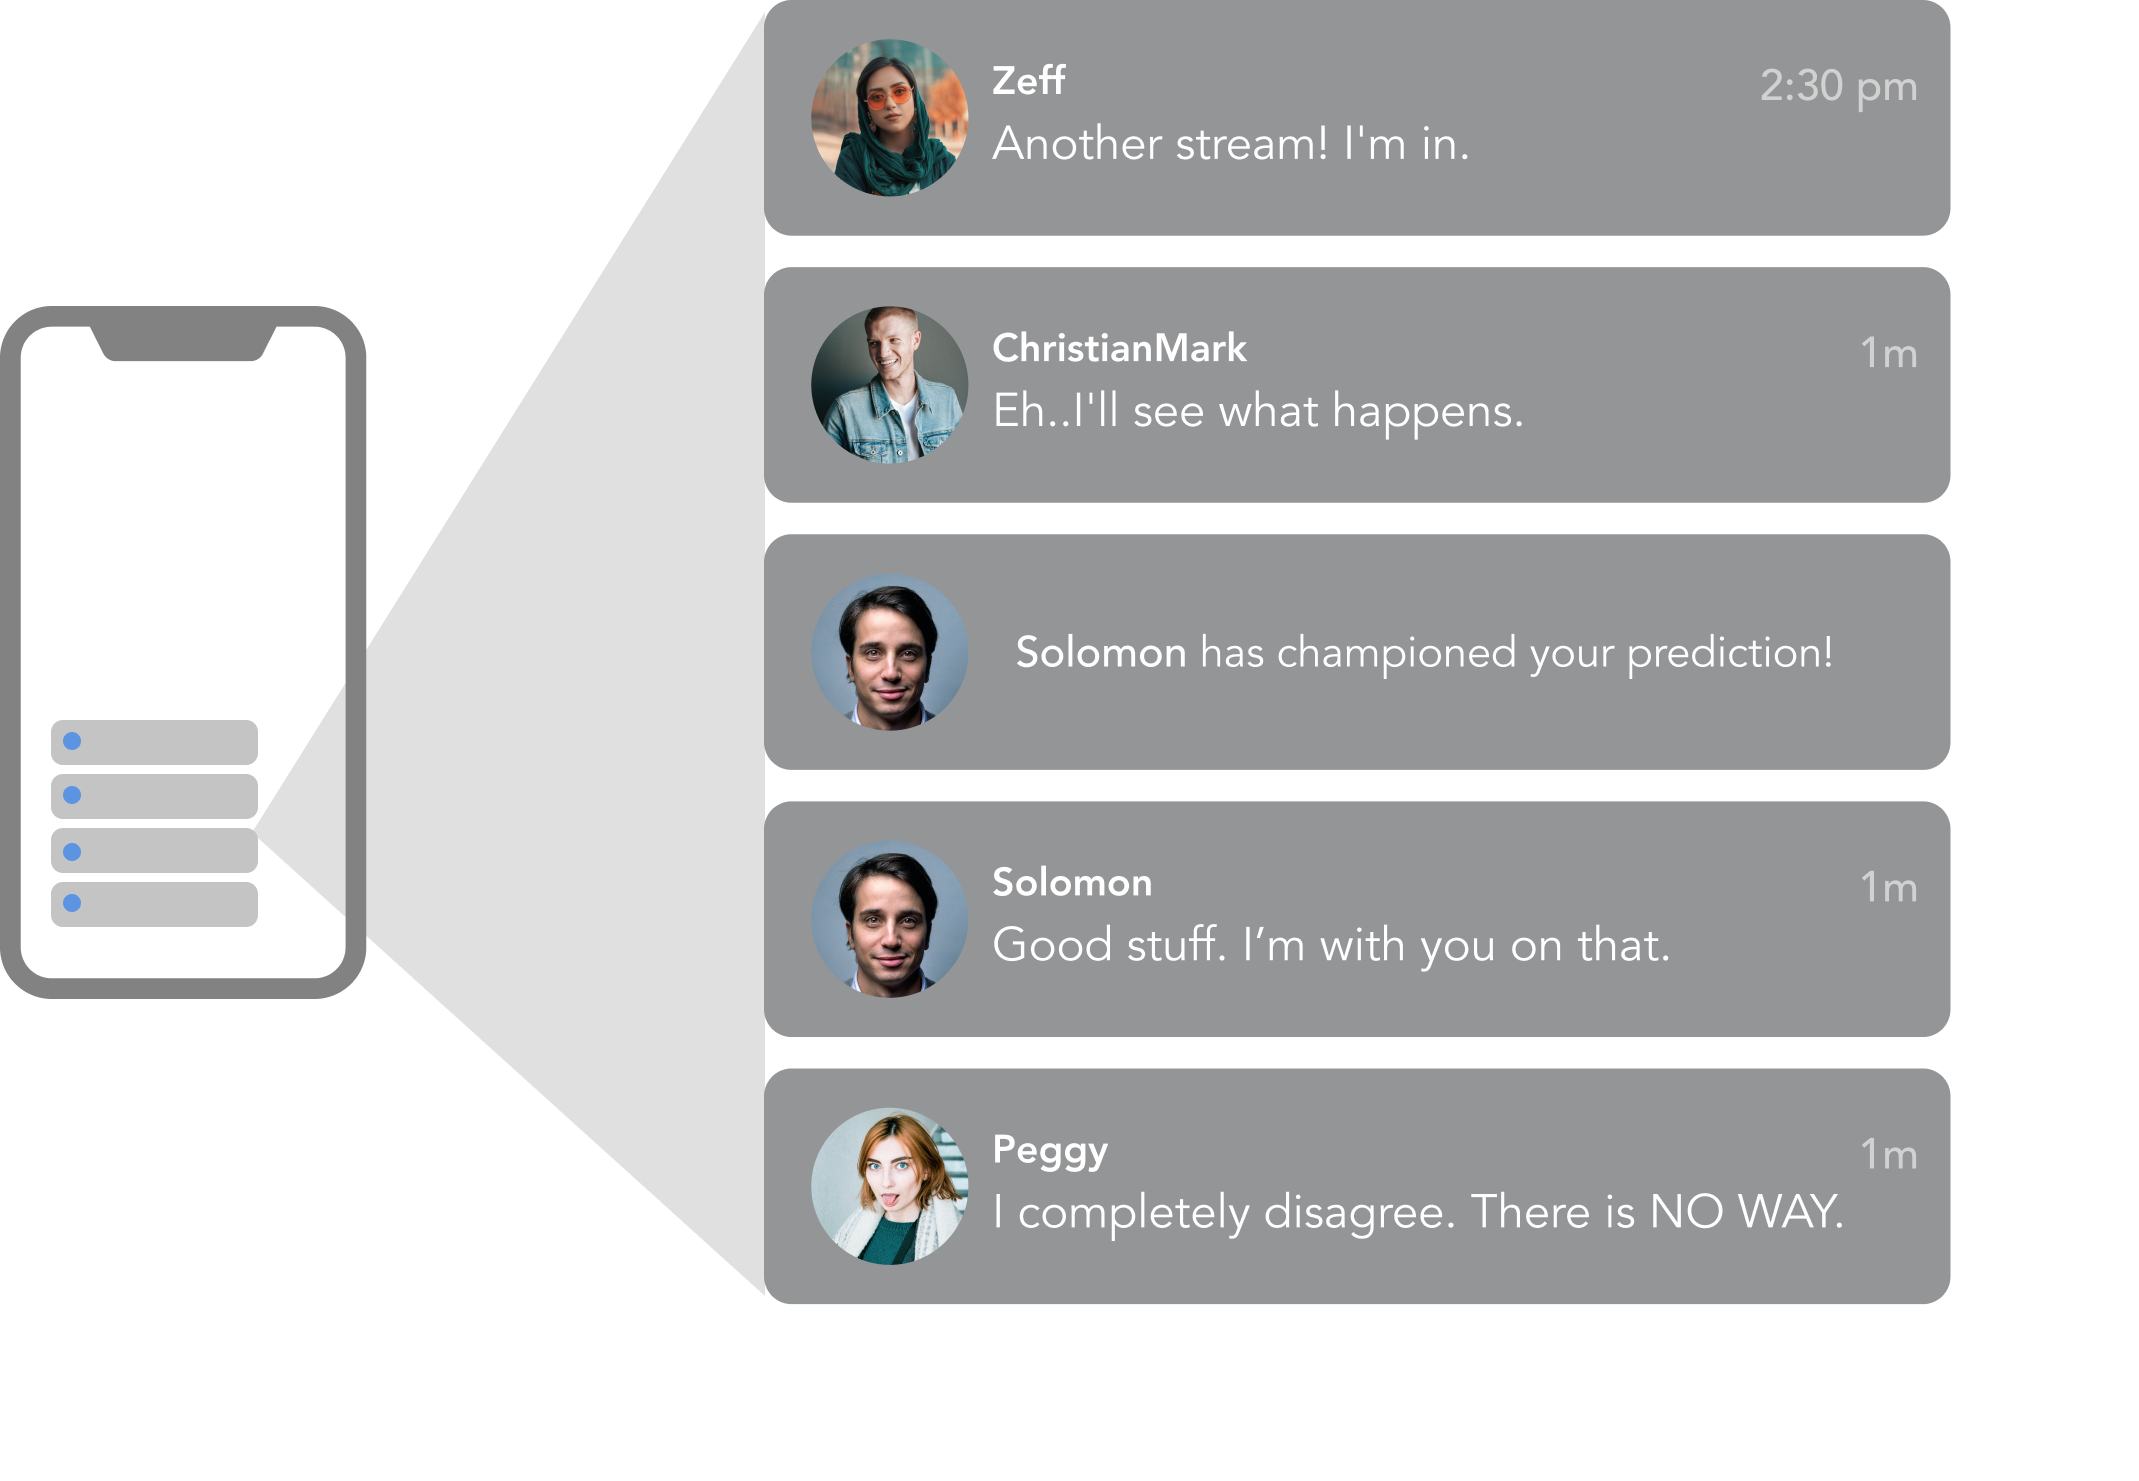 Zeff
2:30 pm
Another stream! I'm in.
ChristianMark
1m
Eh..I'll see what happens.
Solomon has championed your prediction!
Solomon
1m
Good stuff. I’m with you on that.
Peggy
1m
I completely disagree. There is NO WAY.